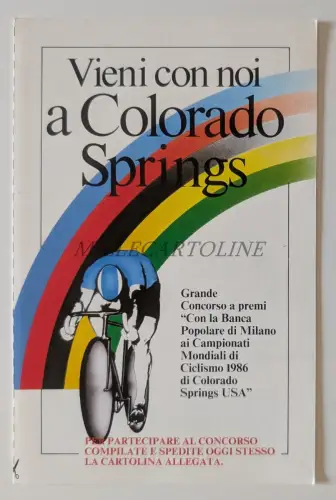 Vieni con noi
a Colorado
Springs
MILLECARTOLINE
Grande
Concorso a premi
"Con la Banca
Popolare di Milano
ai Campionati
Mondiali di
Ciclismo 1986
di Colorado
Springs USA"
PER PARTECIPARE AL CONCORSO
COMPILATE E SPEDITE OGGI STESSO
LA CARTOLINA ALLEGATA.